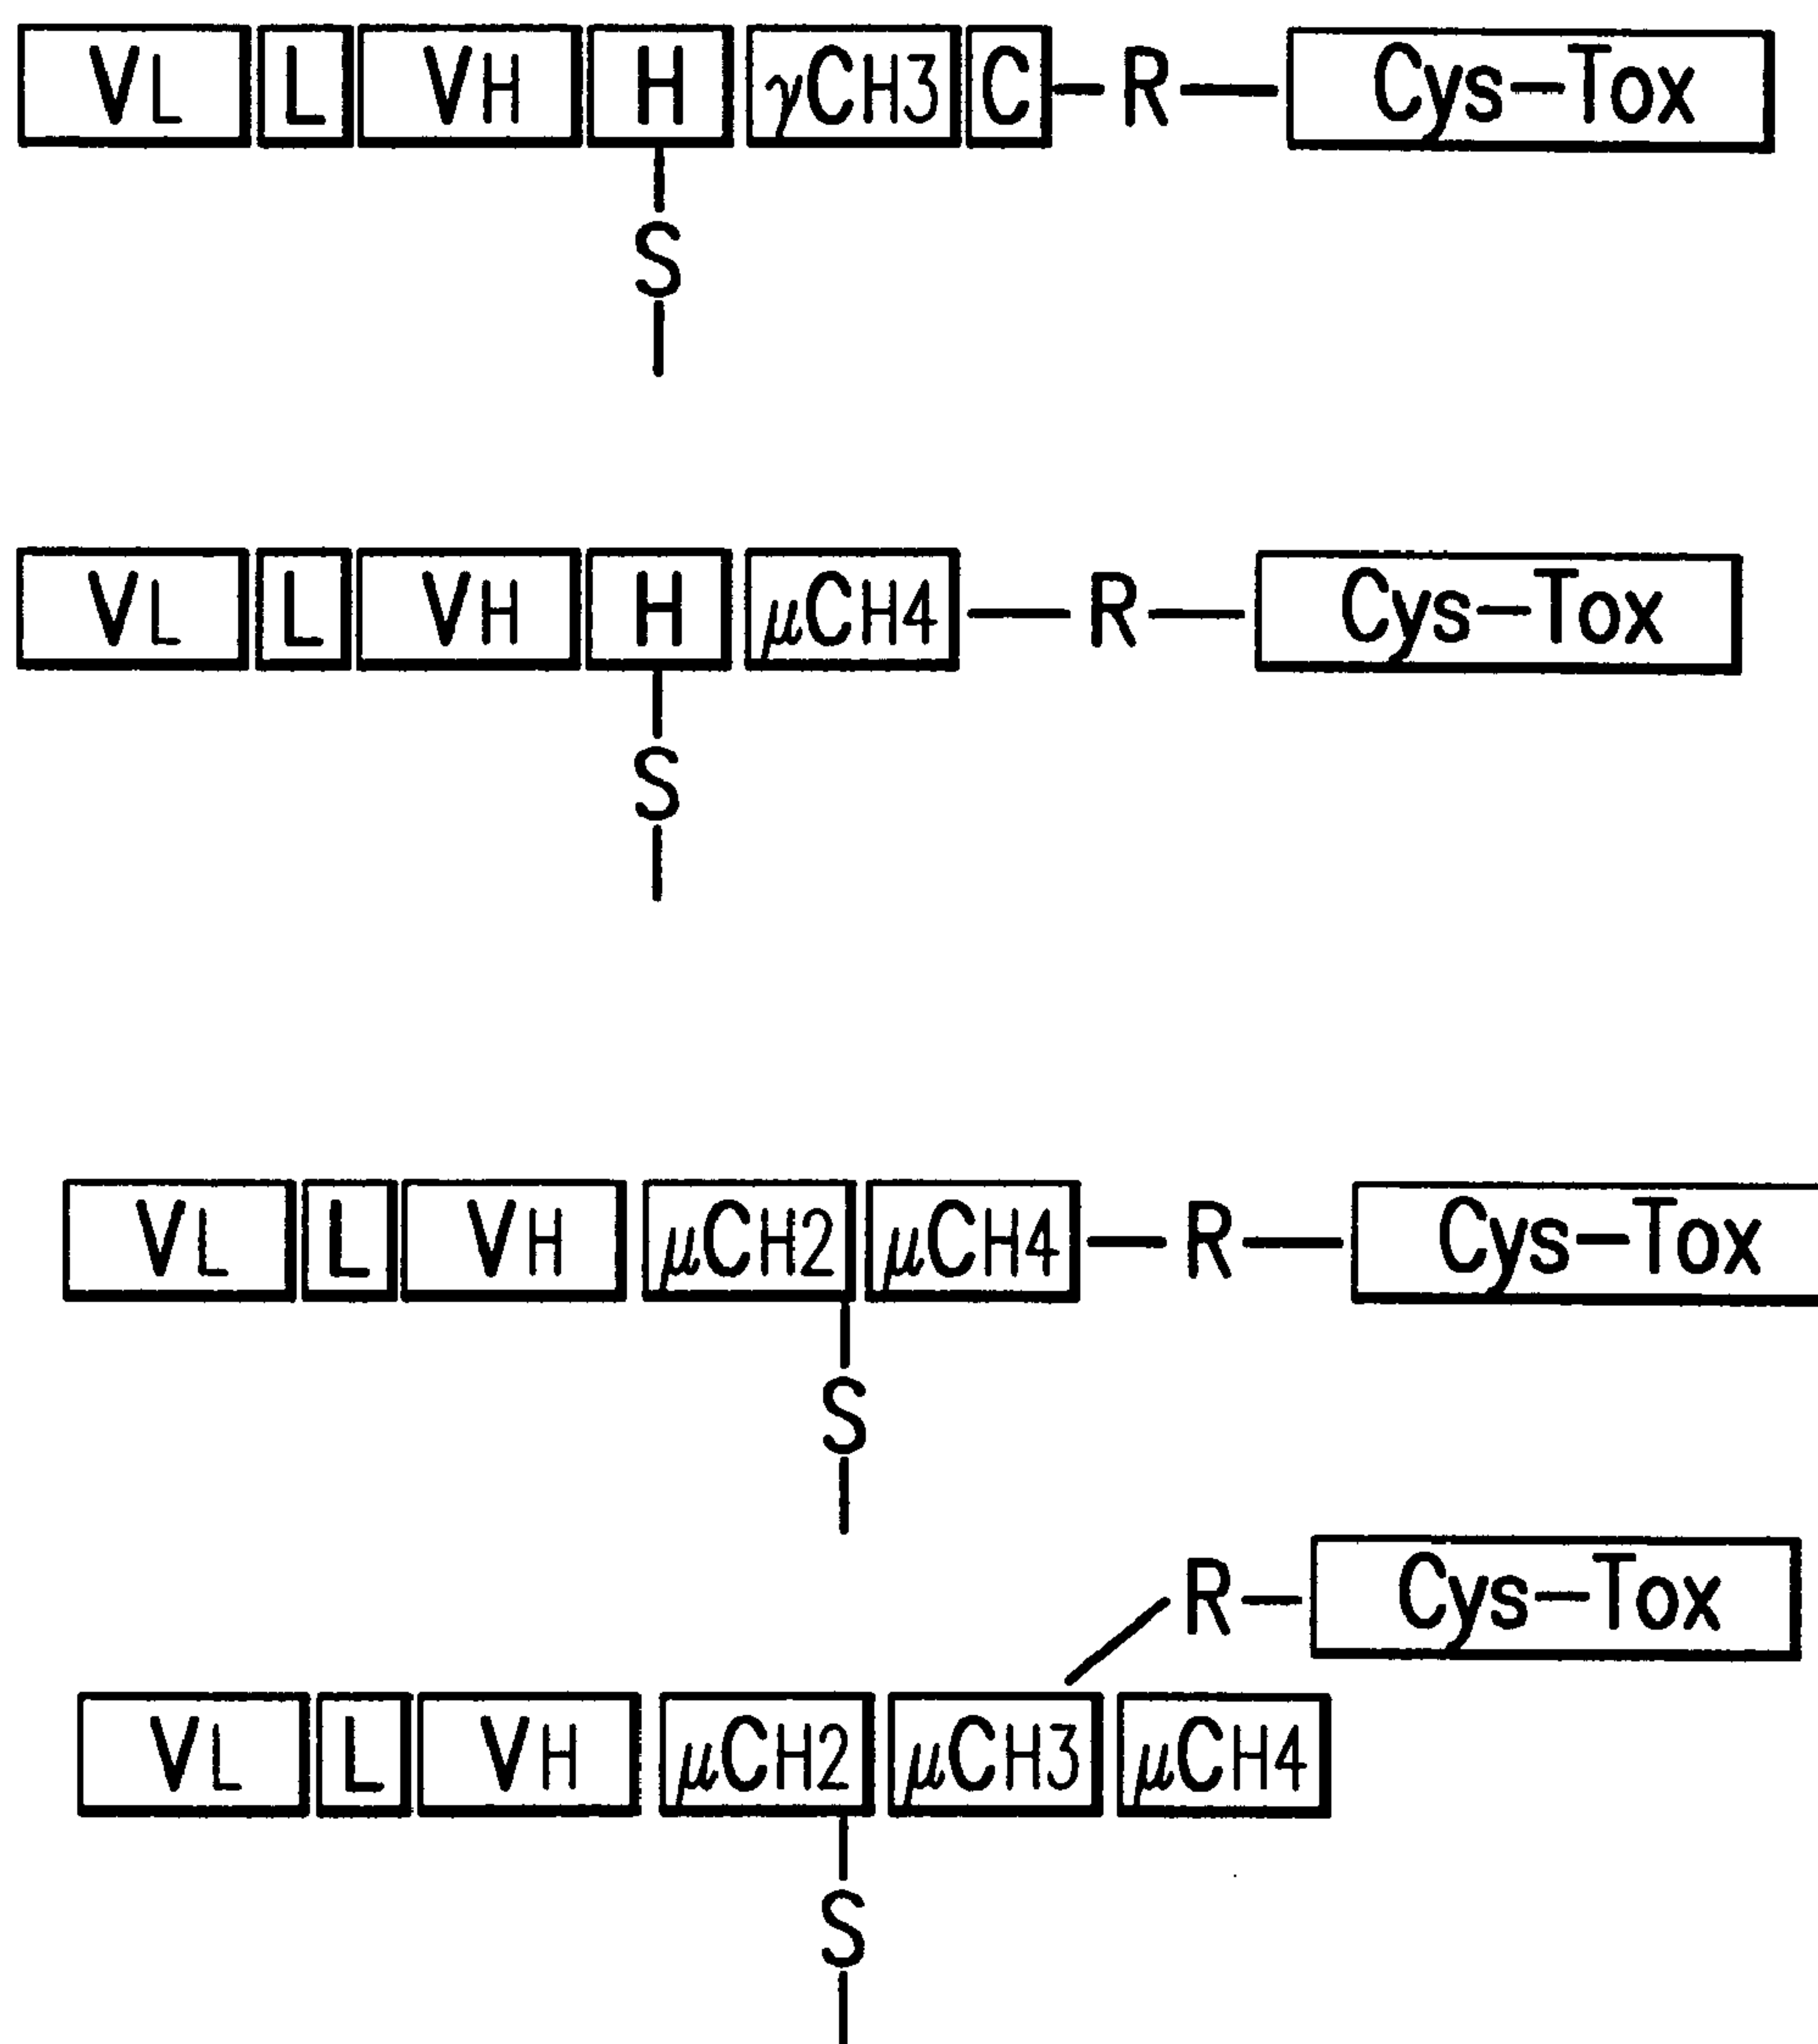 VL L VH H γCH3 C – R — Cys–Tox
S
VL L VH H μCH4 — R — Cys–Tox
S
VL L VH μCH2 μCH4 — R — Cys–Tox
S
R – Cys–Tox
VL L VH μCH2 μCH3 μCH4
S